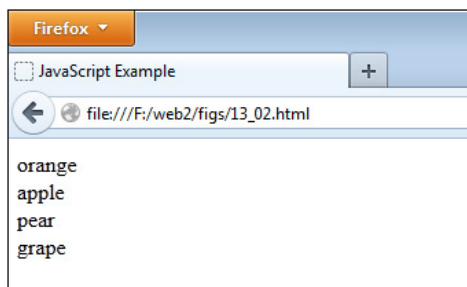 Firefox
JavaScript Example
+
file:///F:/web2/figs/13_02.html
orange
apple
pear
grape